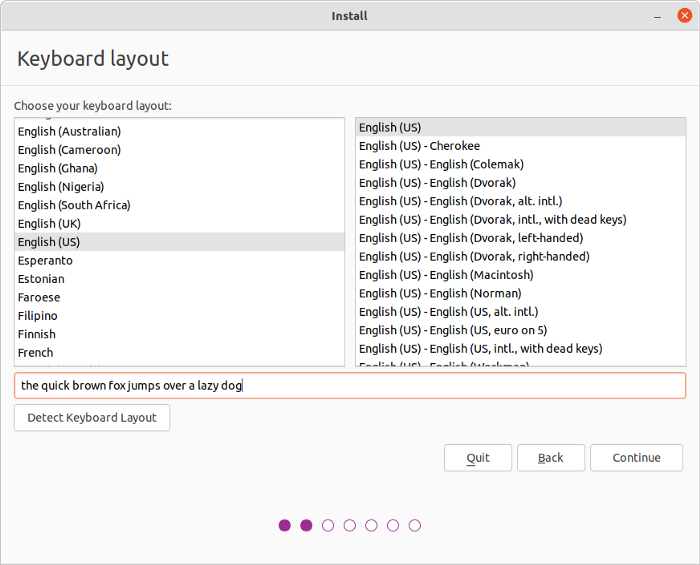 Install
Keyboard layout
Choose your keyboard layout:
English (Australian)
English (Cameroon)
English (Ghana)
English (Nigeria)
English (South Africa)
English (UK)
English (US)
Esperanto
Estonian
Faroese
Filipino
Finnish
French
English (US)
English (US) - Cherokee
English (US) - English (Colemak)
English (US) - English (Dvorak)
English (US) - English (Dvorak, alt. intl.)
English (US) - English (Dvorak, intl., with dead keys)
English (US) - English (Dvorak, left-handed)
English (US) - English (Dvorak, right-handed)
English (US) - English (Macintosh)
English (US) - English (Norman)
English (US) - English (US, alt. intl.)
English (US) - English (US, euro on 5)
English (US) - English (US, intl., with dead keys)
English (US) - English (Workman)
the quick brown fox jumps over a lazy dog
Detect Keyboard Layout
Quit
Back
Continue